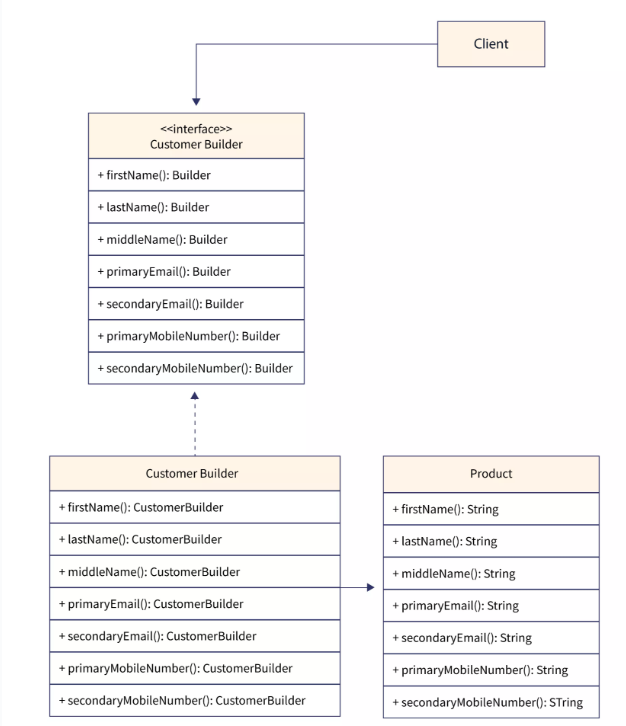 Client
<<interface>>
Customer Builder
+ firstName(): Builder
+ lastName(): Builder
+ middleName(): Builder
+ primaryEmail(): Builder
+ secondaryEmail(): Builder
+ primaryMobileNumber(): Builder
+ secondaryMobileNumber(): Builder
Customer Builder
+ firstName(): CustomerBuilder
+ lastName(): CustomerBuilder
+ middleName(): CustomerBuilder
+ primaryEmail(): CustomerBuilder
+ secondaryEmail(): CustomerBuilder
+ primaryMobileNumber(): CustomerBuilder
+ secondaryMobileNumber(): CustomerBuilder
Product
+ firstName(): String
+ lastName(): String
+ middleName(): String
+ primaryEmail(): String
+ secondaryEmail(): String
+ primaryMobileNumber(): String
+ secondaryMobileNumber(): STring